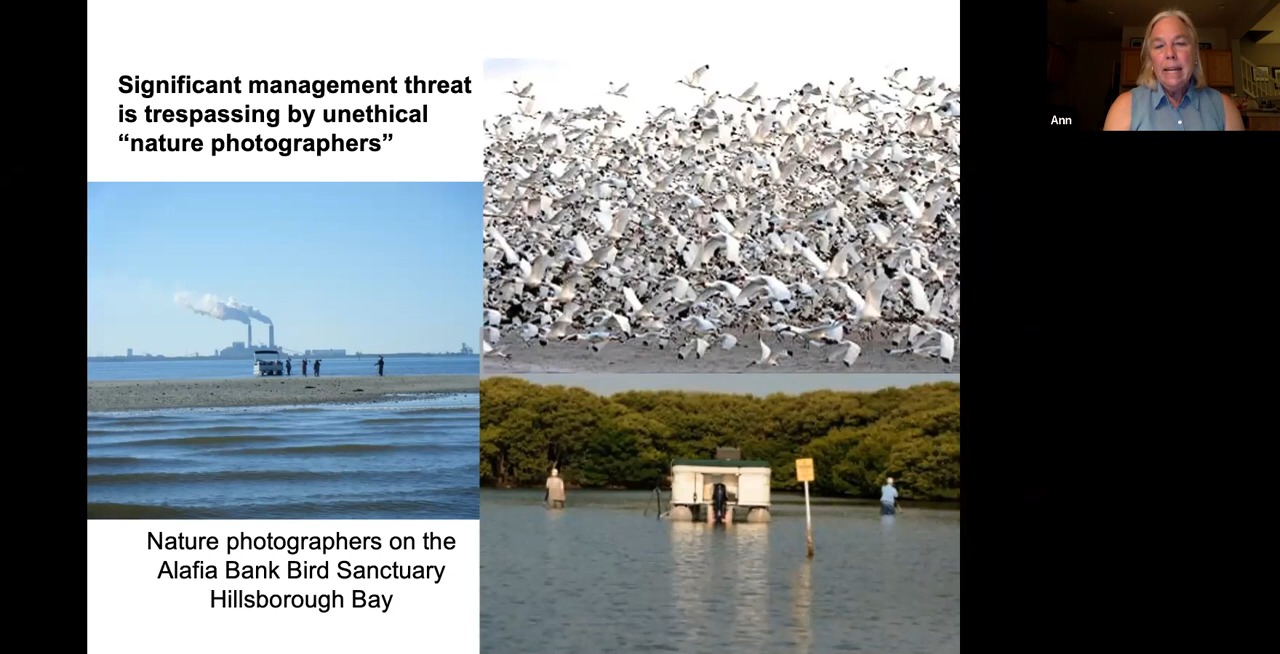 Significant management threat
is trespassing by unethical
“nature photographers”
Nature photographers on the
Alafia Bank Bird Sanctuary
Hillsborough Bay
Ann